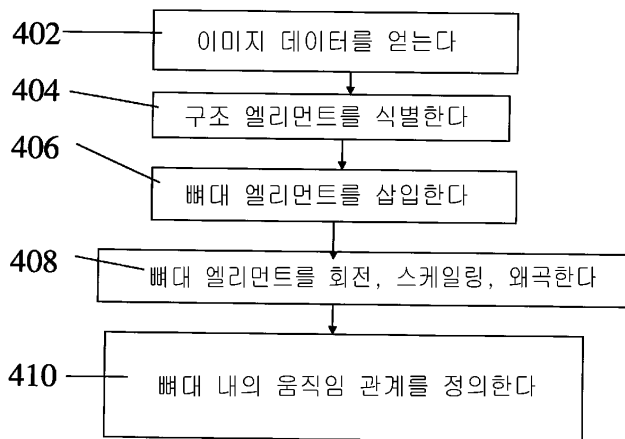 402 이미지 데이터를 얻는다
404 구조 엘리먼트를 식별한다
406 뼈대 엘리먼트를 삽입한다
408 뼈대 엘리먼트를 회전, 스케일링, 왜곡한다
410 뼈대 내의 움직임 관계를 정의한다